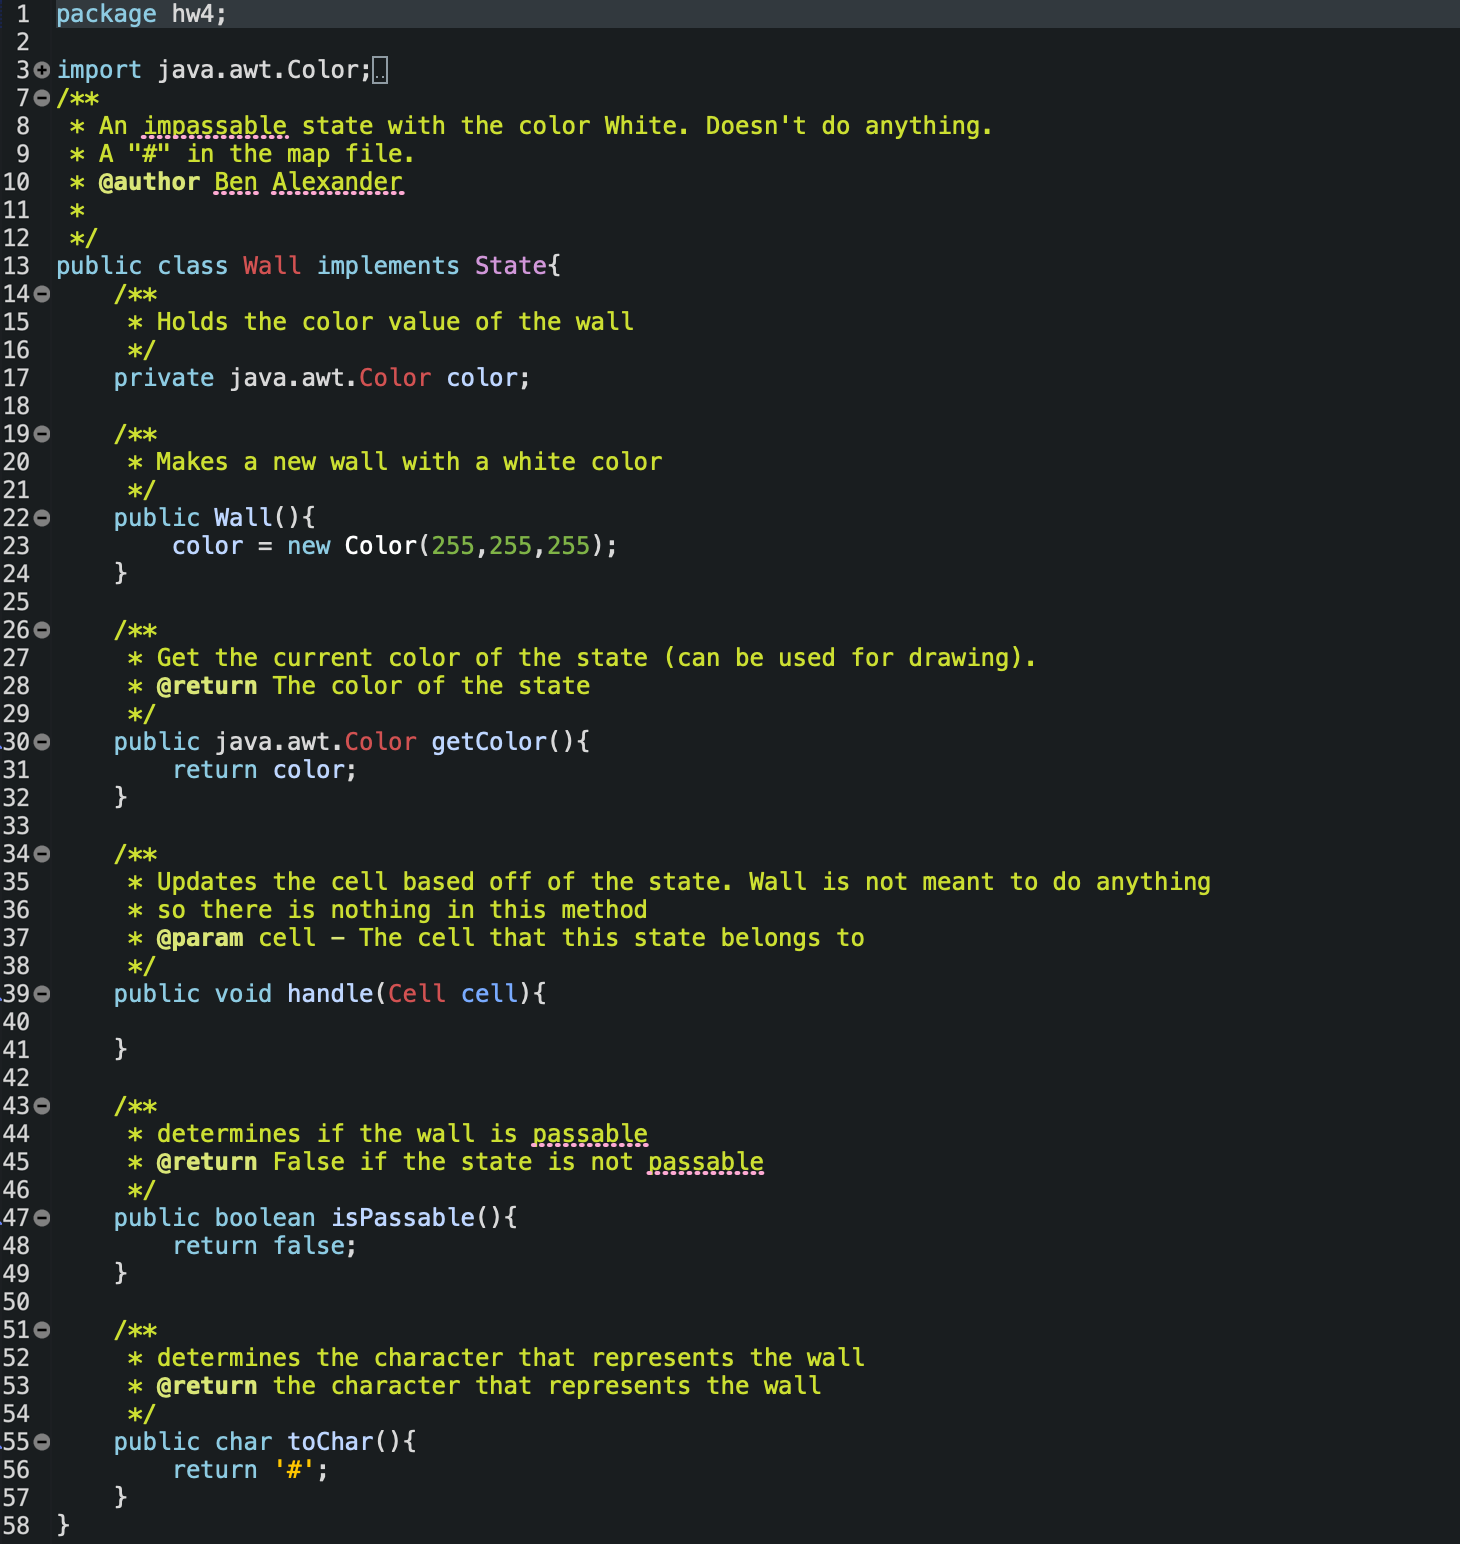 1 package hw4;
2
3 import java.awt.Color;
7 /**
8 * An impassable state with the color White. Doesn't do anything.
9 * A "#" in the map file.
10 * @author Ben Alexander
11 *
12 */
13 public class Wall implements State{
14 /**
15 * Holds the color value of the wall
16 */
17 private java.awt.Color color;
18
19 /**
20 * Makes a new wall with a white color
21 */
22 public Wall(){
23 color = new Color(255,255,255);
24 }
25
26 /**
27 * Get the current color of the state (can be used for drawing).
28 * @return The color of the state
29 */
30 public java.awt.Color getColor(){
31 return color;
32 }
33
34 /**
35 * Updates the cell based off of the state. Wall is not meant to do anything
36 * so there is nothing in this method
37 * @param cell – The cell that this state belongs to
38 */
39 public void handle(Cell cell){
40
41 }
42
43 /**
44 * determines if the wall is passable
45 * @return False if the state is not passable
46 */
47 public boolean isPassable(){
48 return false;
49 }
50
51 /**
52 * determines the character that represents the wall
53 * @return the character that represents the wall
54 */
55 public char toChar(){
56 return '#';
57 }
58 }